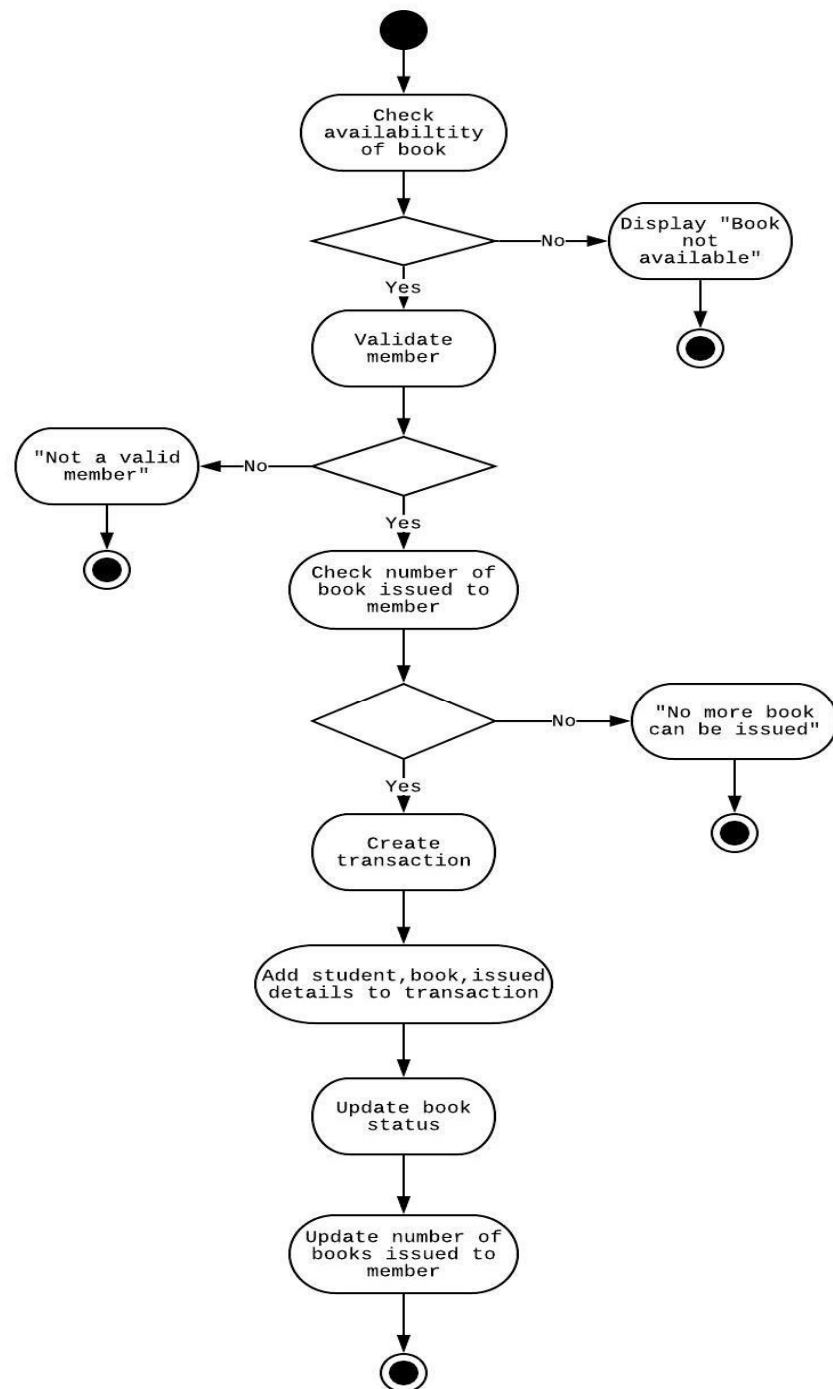 Check
availabiltity
of book
No
Display "Book
not
available"
Yes
Validate
member
"Not a valid
member"
No
Yes
Check number of
book issued to
member
No
"No more book
can be issued"
Yes
Create
transaction
Add student,book,issued
details to transaction
Update book
status
Update number of
books issued to
member